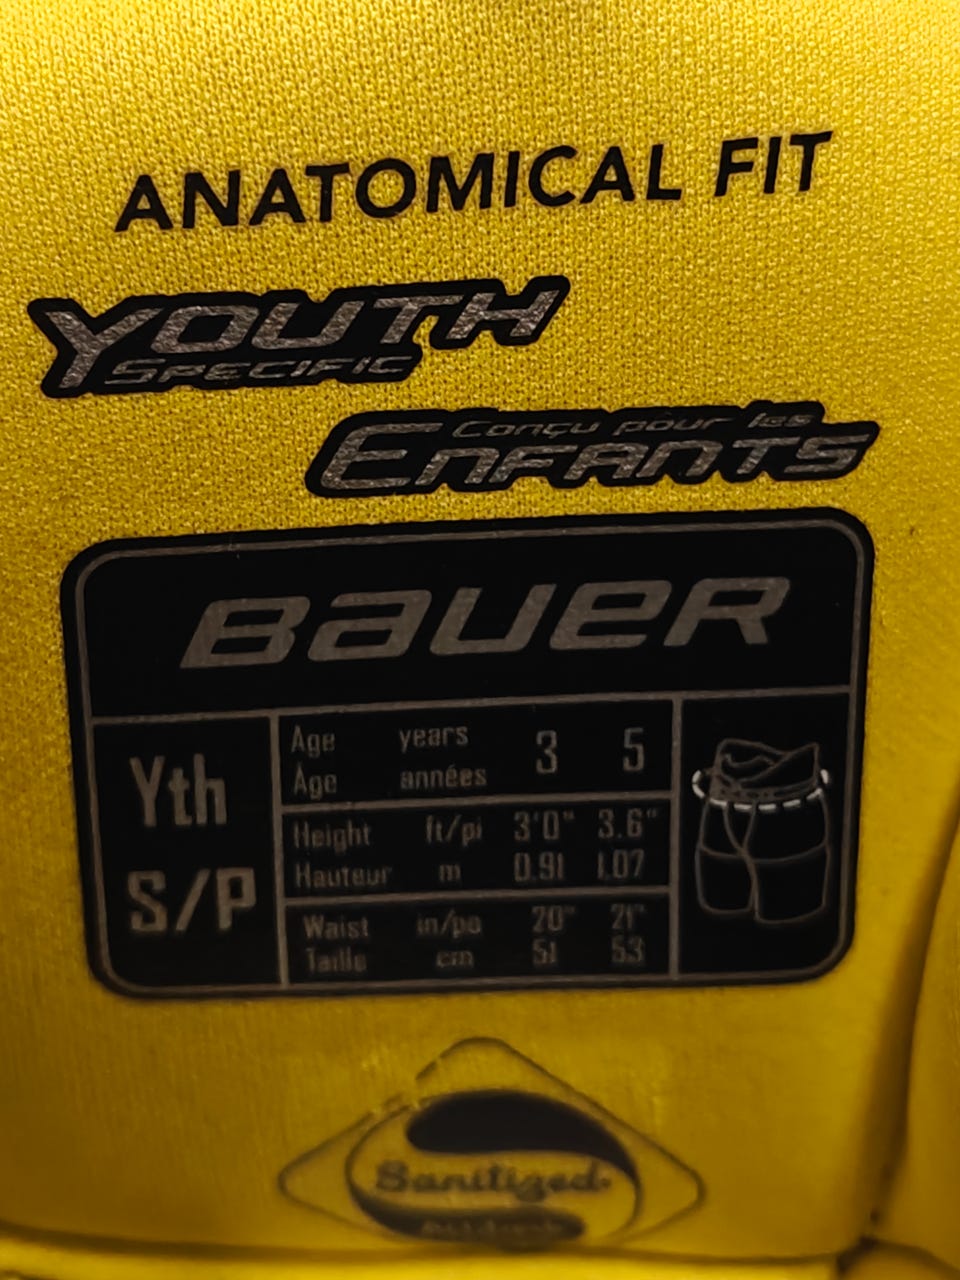 ANATOMICAL FIT
YOUTH
SPECIFIC
Conçu pour les
ENFANTS
BAUER
Yth
S/P
Age years 3 5
Âge années
Height ft/pi 3'0" 3.6"
Hauteur m 0.91 1.07
Waist in/po 20" 21"
Taille cm 51 53
Sanitized